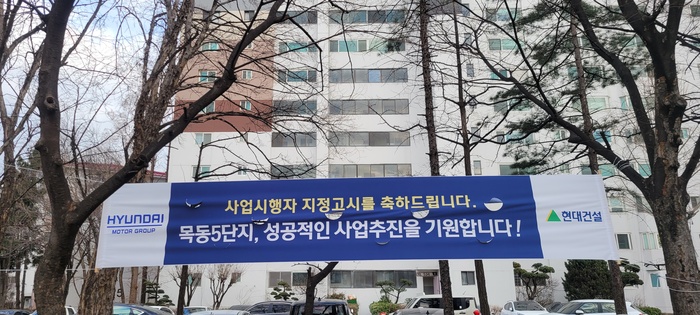 사업시행자 지정고시를 축하드립니다.
HYUNDAI
MOTOR GROUP
목동5단지, 성공적인 사업추진을 기원합니다!
현대건설